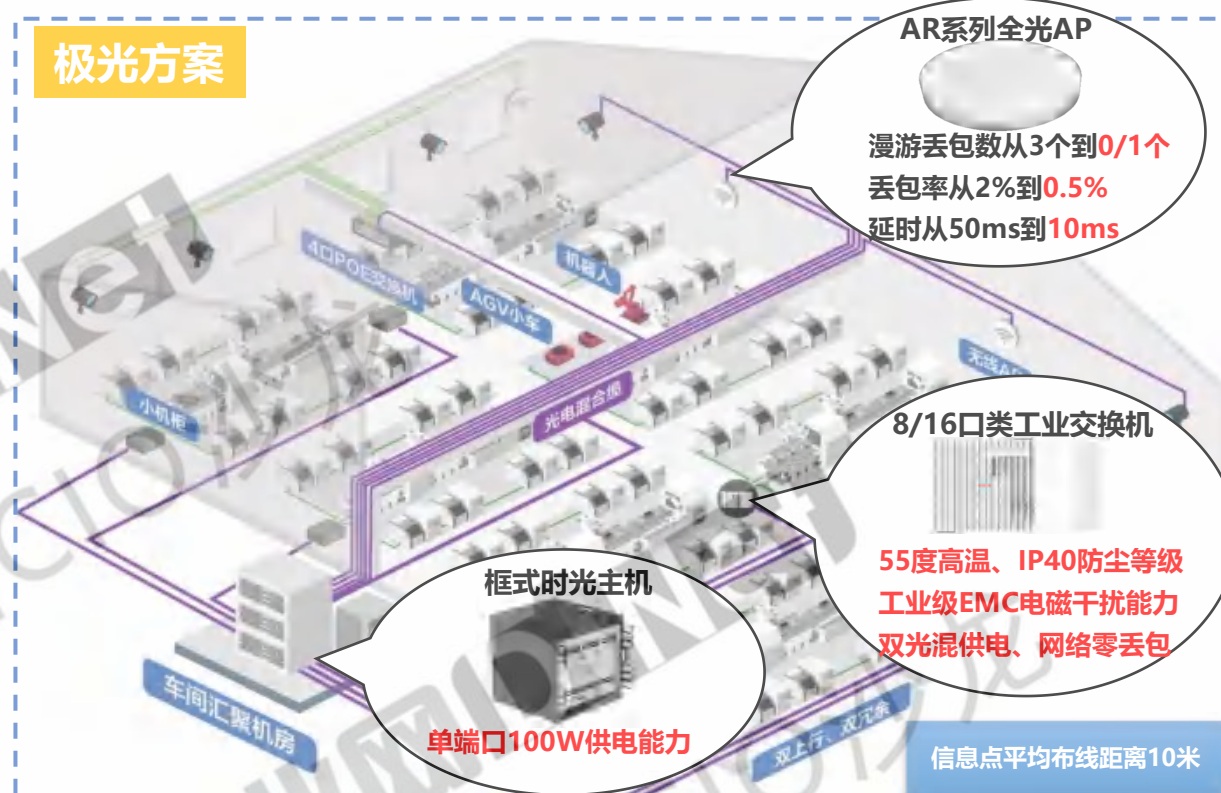 极光方案
AR系列全光AP
漫游丢包数从3个到0/1个
丢包率从2%到0.5%
延时从50ms到10ms
4口POE交换机
机器人
AGV小车
无线AP
小机柜
光电混合缆
8/16口类工业交换机
55度高温、IP40防尘等级
工业级EMC电磁干扰能力
双光混供电、网络零丢包
框式时光主机
单端口100W供电能力
车间汇聚机房
双上行、双冗余
信息点平均布线距离10米